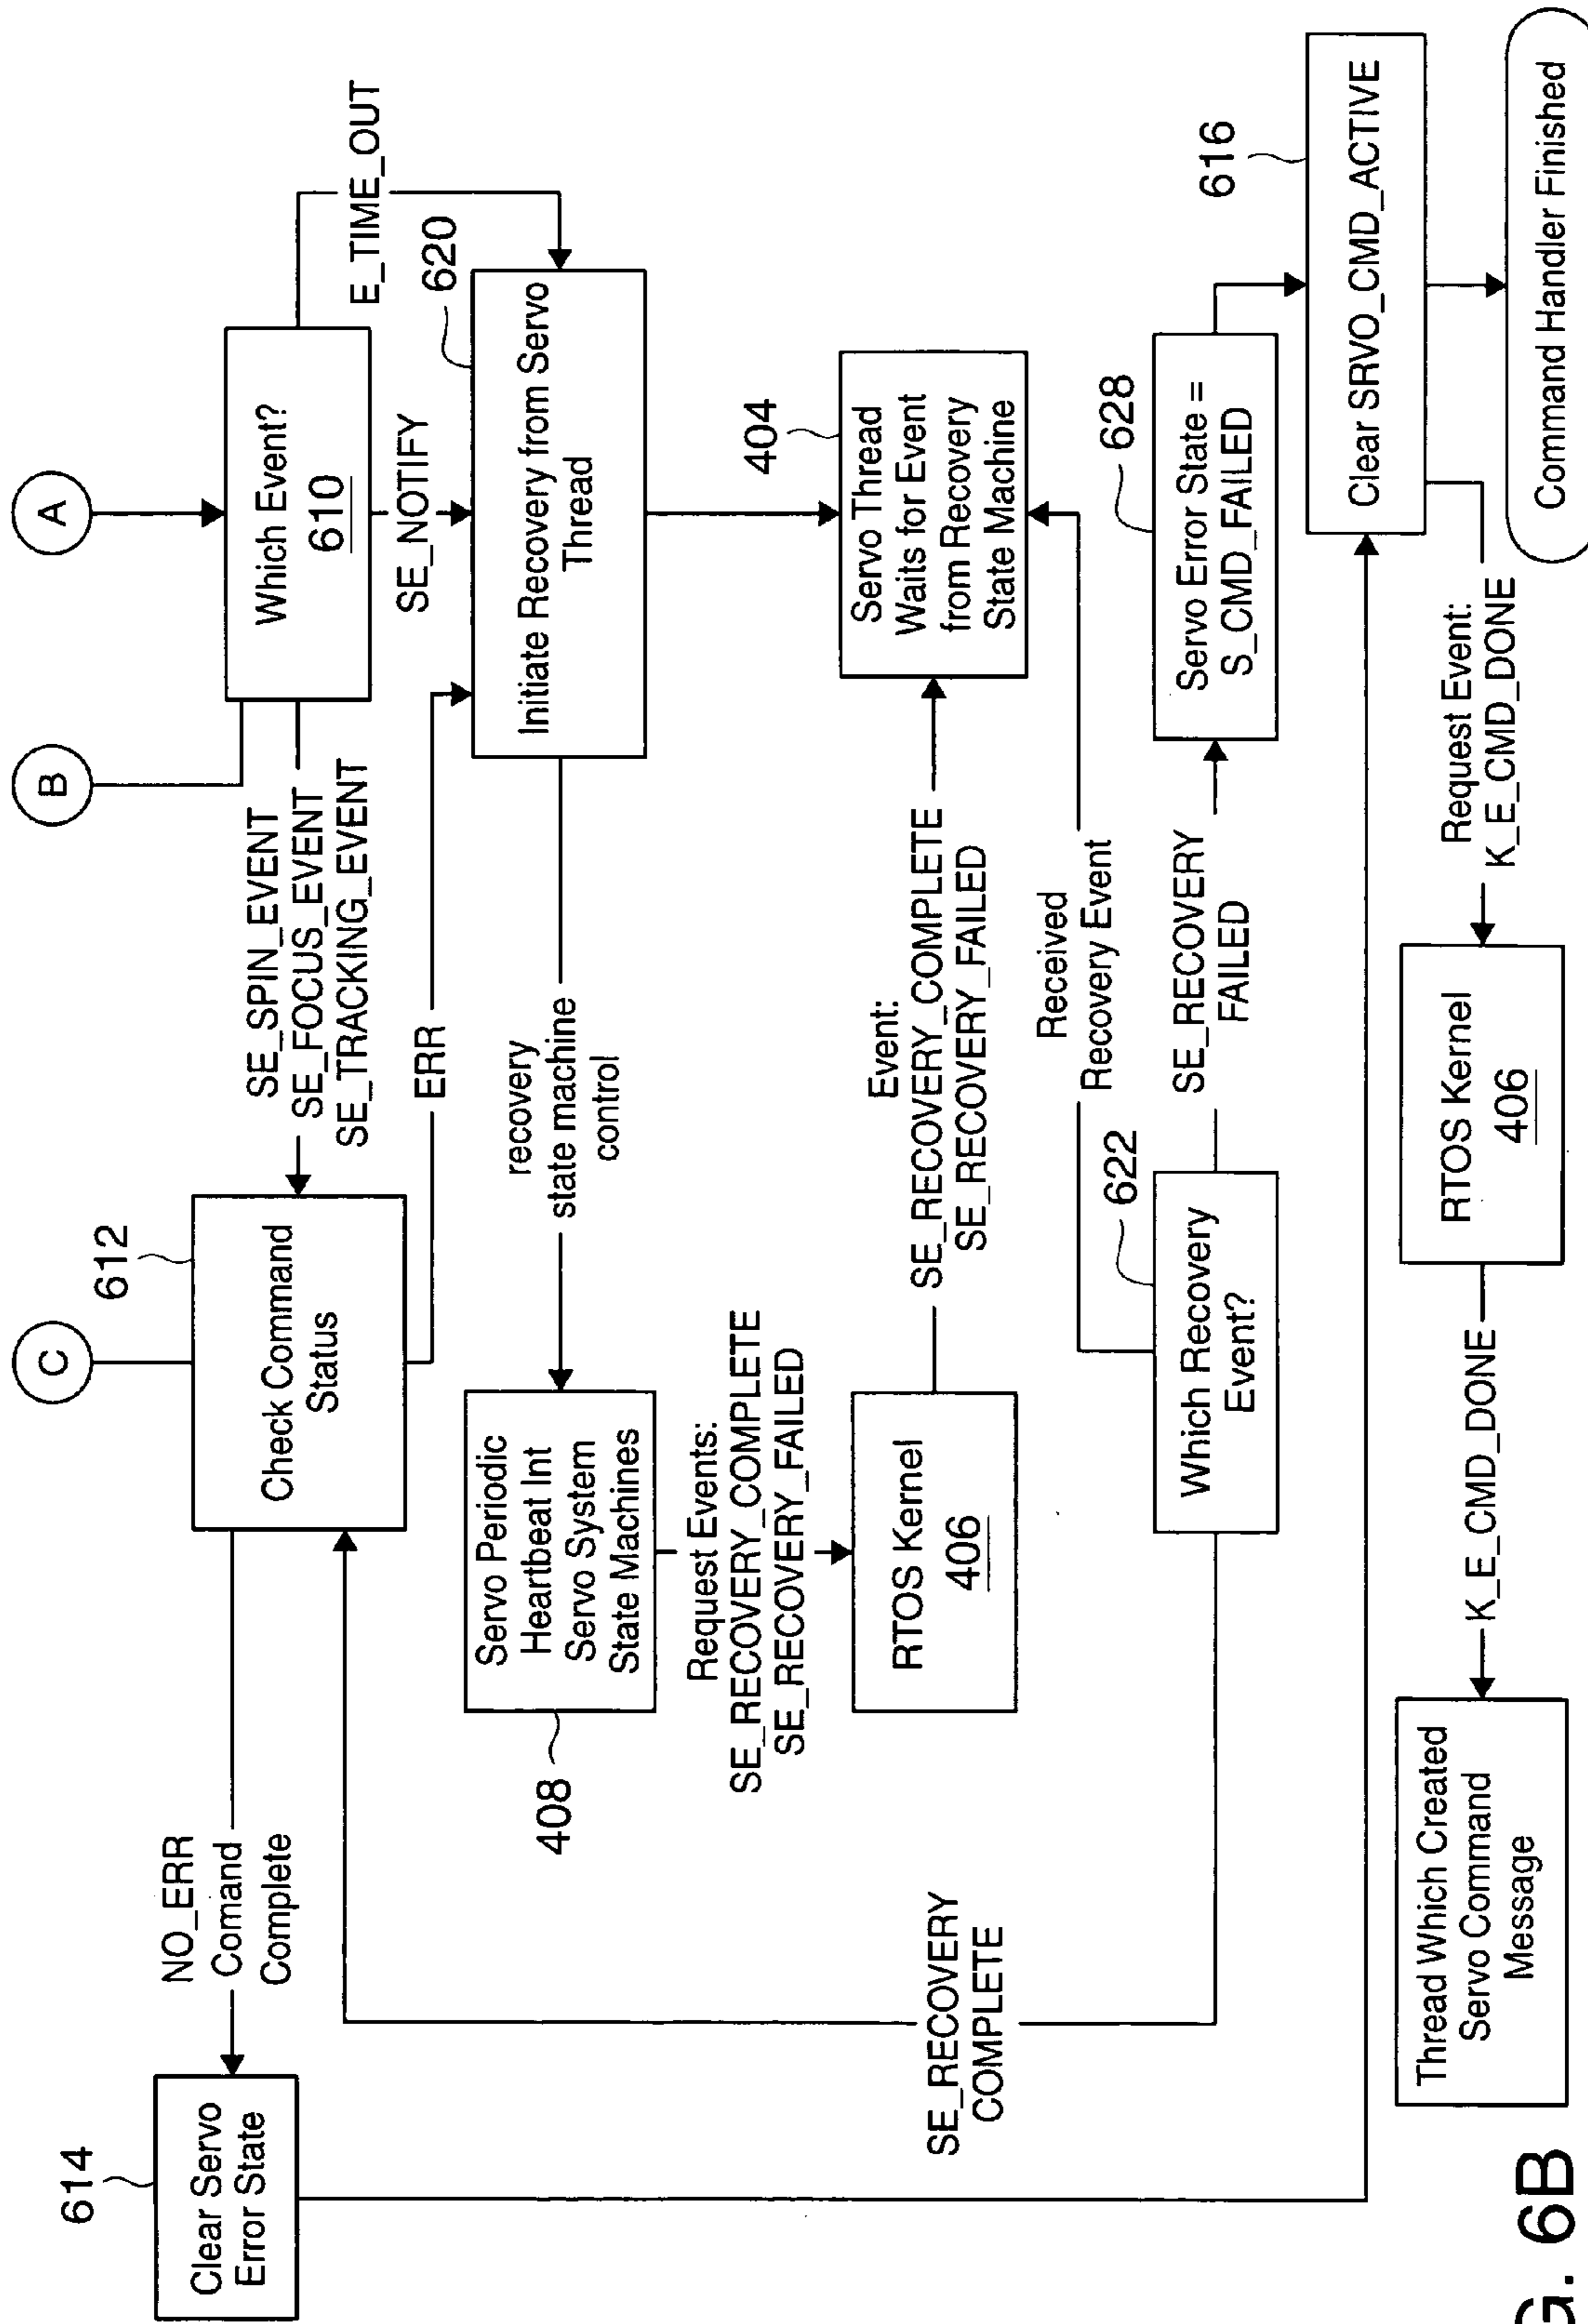 C
B
A
614
612
Clear Servo
Error State
NO_ERR
Comand
Complete
Check Command
Status
SE_SPIN_EVENT
SE_FOCUS_EVENT
SE_TRACKING_EVENT
Which Event?
610
E_TIME_OUT
ERR
SE_NOTIFY
620
408
Servo Periodic
Heartbeat Int
Servo System
State Machines
recovery
state machine
control
Initiate Recovery from Servo
Thread
Request Events:
SE_RECOVERY_COMPLETE
SE_RECOVERY_FAILED
404
RTOS Kernel
406
Event:
SE_RECOVERY_COMPLETE
SE_RECOVERY_FAILED
Servo Thread
Waits for Event
from Recovery
State Machine
SE_RECOVERY
COMPLETE
Received
Recovery Event
622
628
Which Recovery
Event?
SE_RECOVERY
FAILED
Servo Error State =
S_CMD_FAILED
616
Clear SRVO_CMD_ACTIVE
Thread Which Created
Servo Command
Message
K_E_CMD_DONE
RTOS Kernel
406
Request Event:
K_E_CMD_DONE
Command Handler Finished
G. 6B